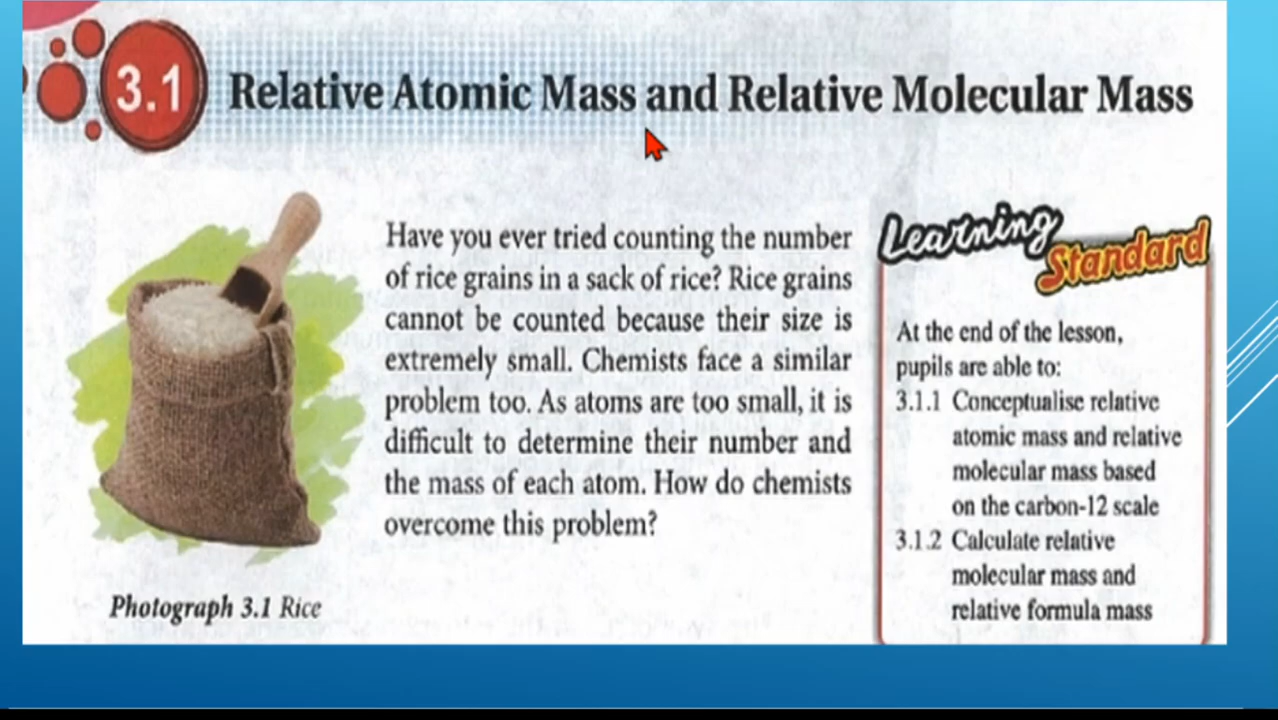 3.1 Relative Atomic Mass and Relative Molecular Mass
Have you ever tried counting the number
of rice grains in a sack of rice? Rice grains
cannot be counted because their size is
extremely small. Chemists face a similar
problem too. As atoms are too small, it is
difficult to determine their number and
the mass of each atom. How do chemists
overcome this problem?
Photograph 3.1 Rice
Learning
Standard
At the end of the lesson,
pupils are able to:
3.1.1 Conceptualise relative
atomic mass and relative
molecular mass based
on the carbon-12 scale
3.1.2 Calculate relative
molecular mass and
relative formula mass